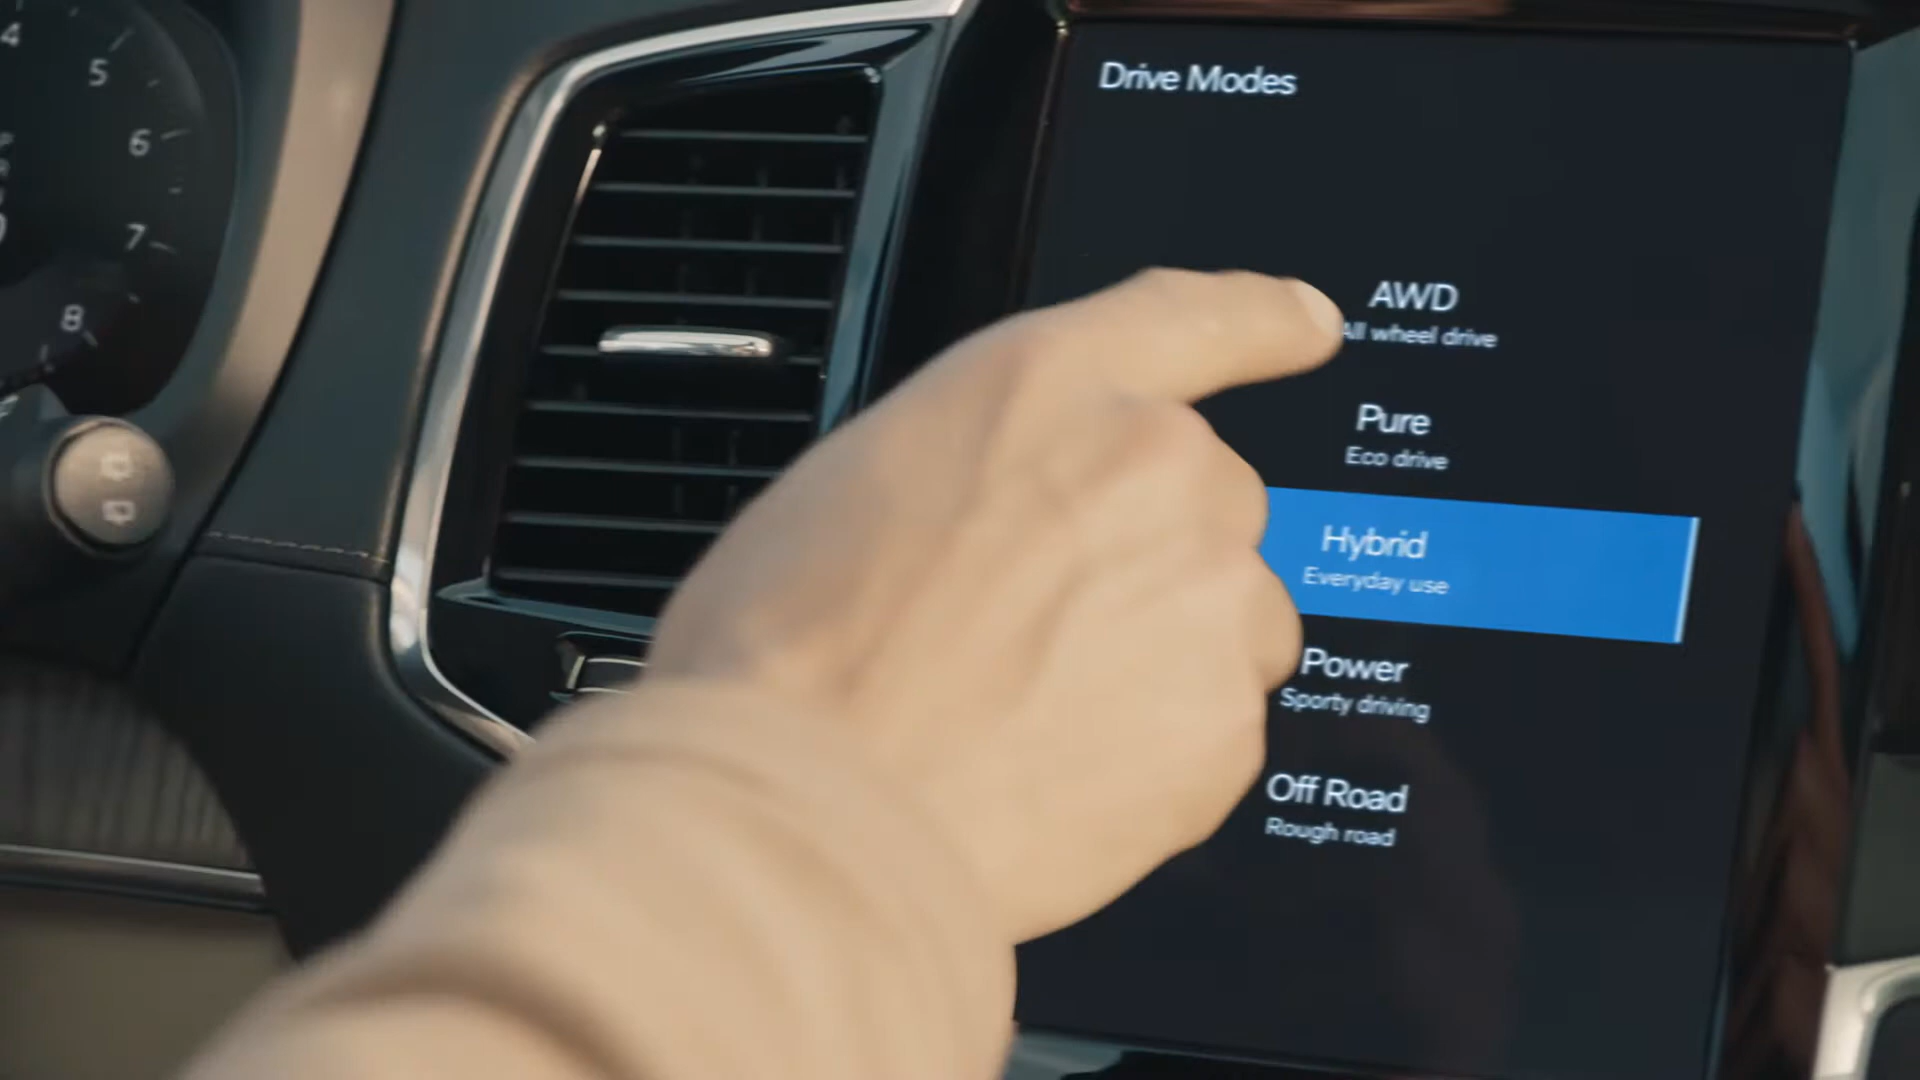 4
5
6
7
8
Drive Modes
AWD
All wheel drive
Pure
Eco drive
Hybrid
Everyday use
Power
Sporty driving
Off Road
Rough road